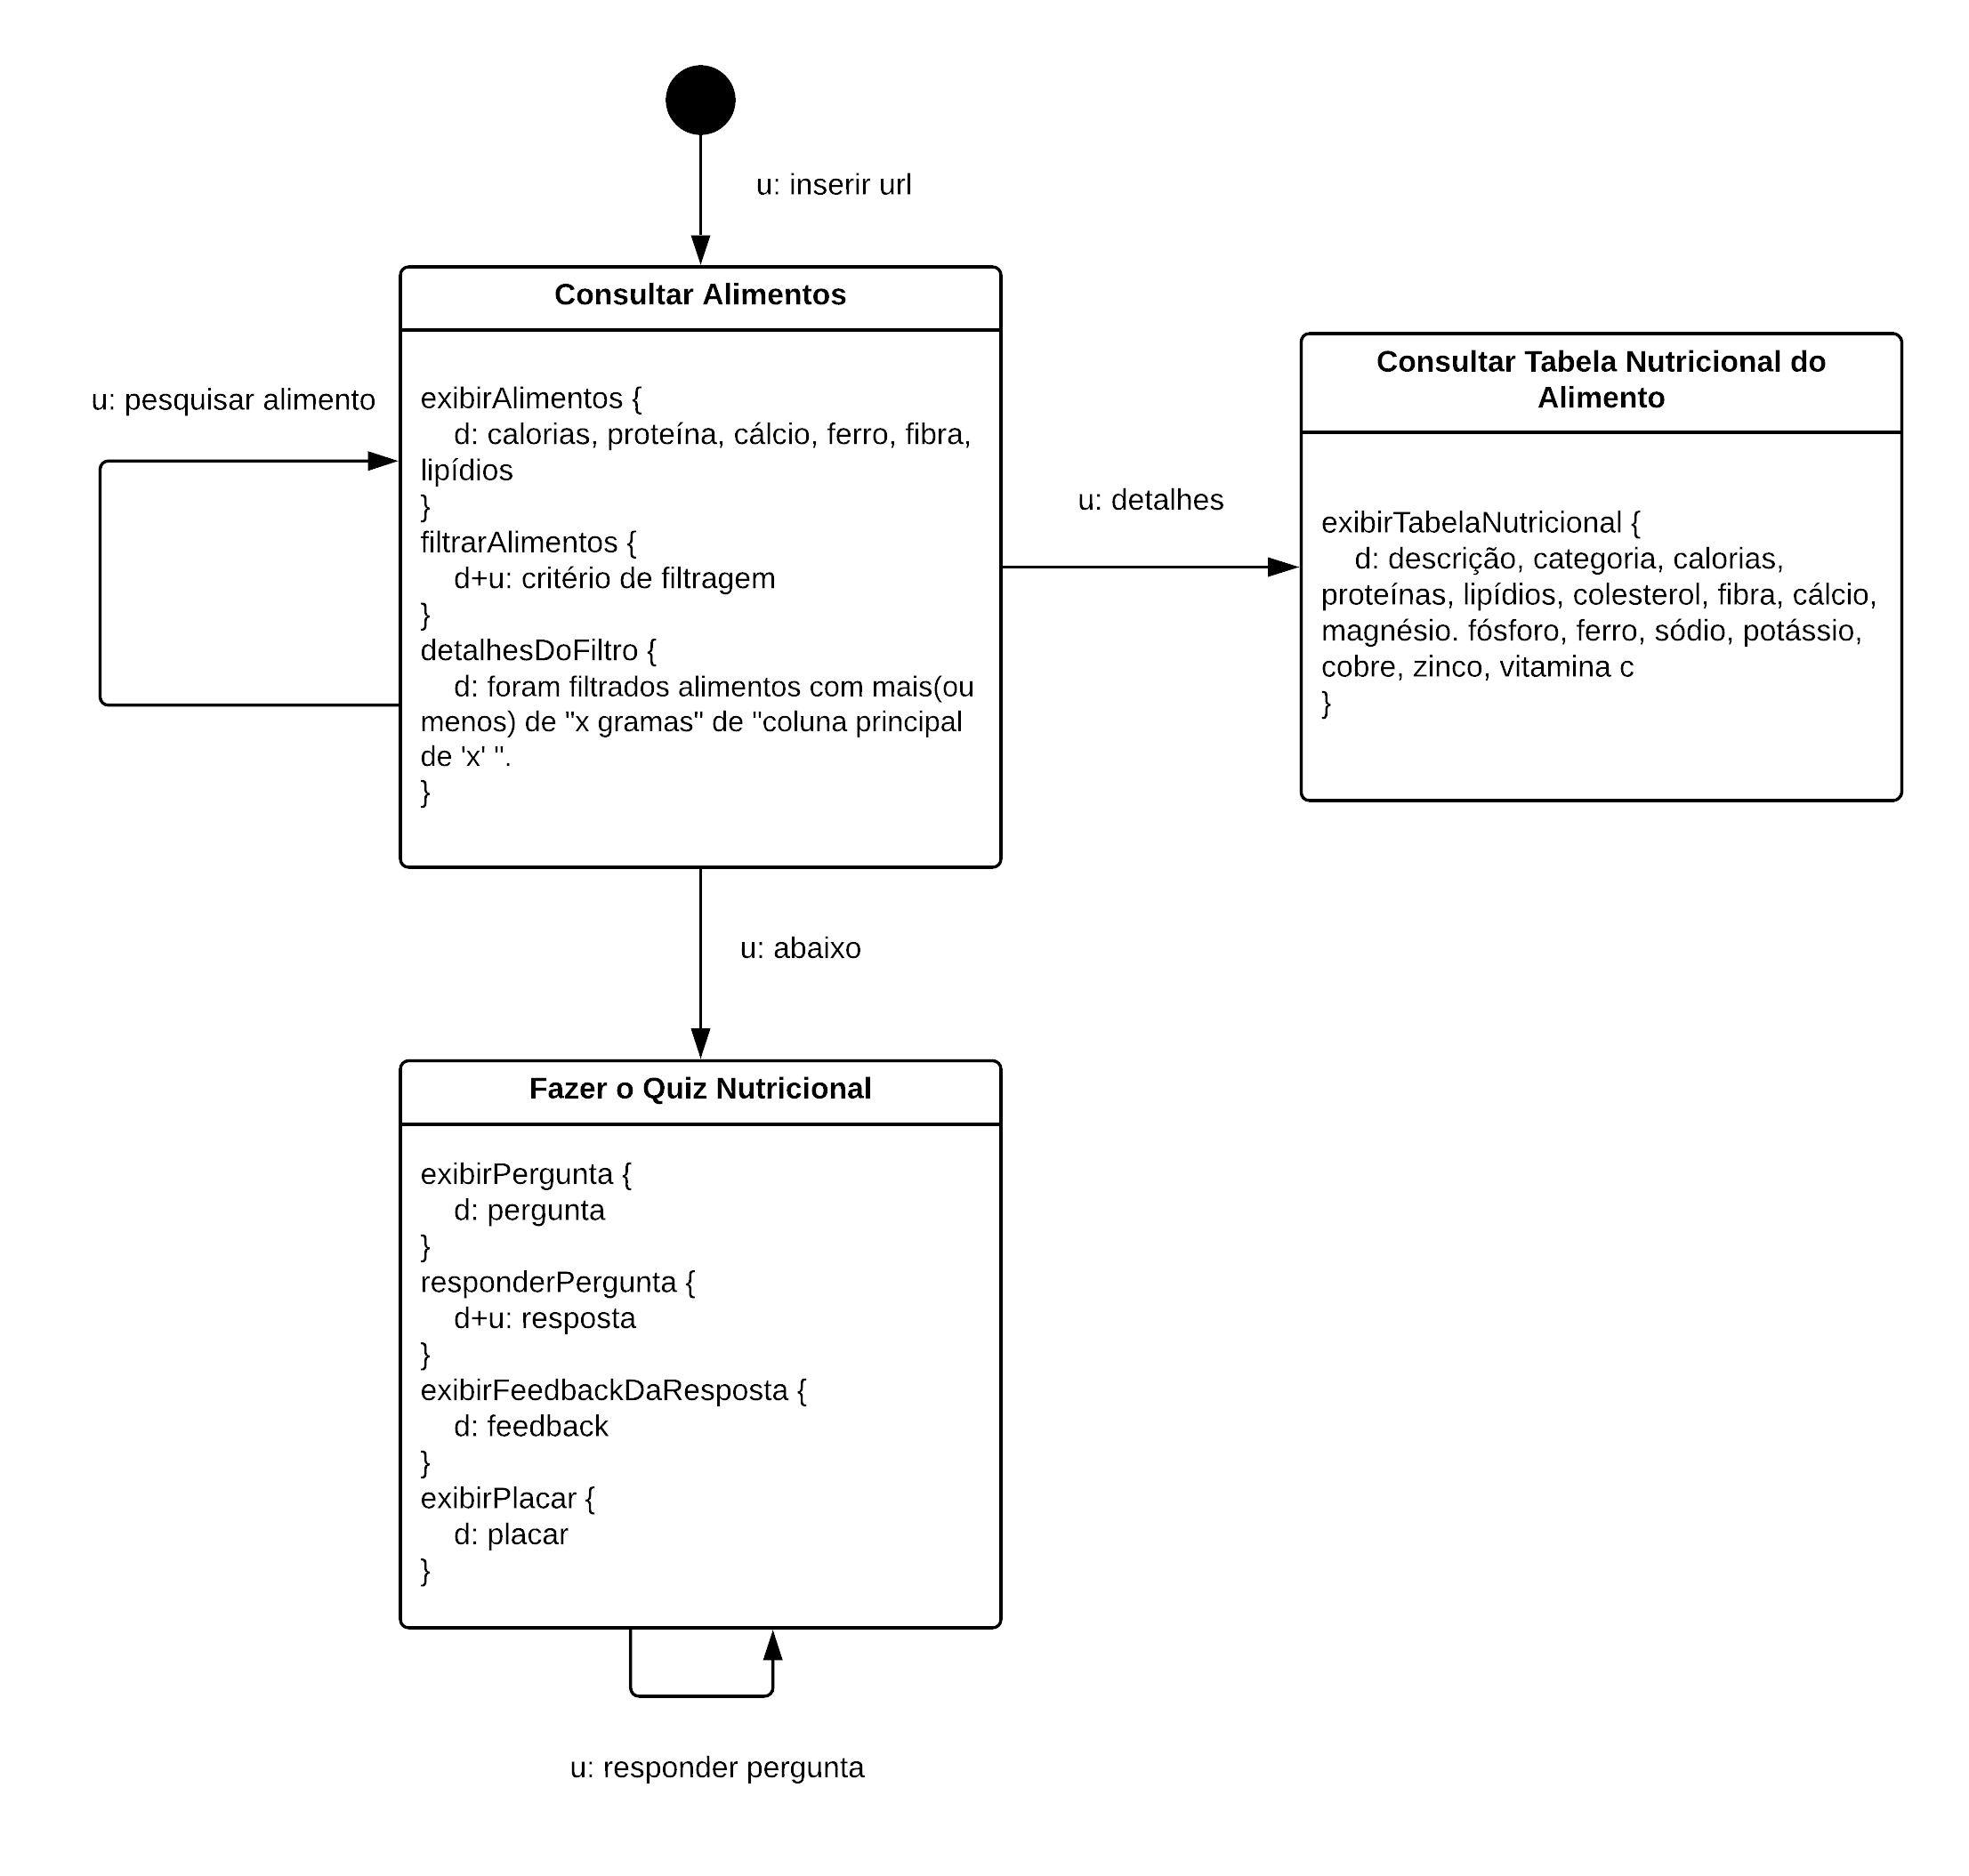 u: inserir url
Consultar Alimentos
u: pesquisar alimento
exibirAlimentos {
d: calorias, proteína, cálcio, ferro, fibra,
lipídios
}
filtrarAlimentos {
d+u: critério de filtragem
}
detalhesDoFiltro {
d: foram filtrados alimentos com mais(ou
menos) de "x gramas" de "coluna principal
de 'x' ".
}
u: detalhes
Consultar Tabela Nutricional do
Alimento
exibirTabelaNutricional {
d: descrição, categoria, calorias,
proteínas, lipídios, colesterol, fibra, cálcio,
magnésio. fósforo, ferro, sódio, potássio,
cobre, zinco, vitamina c
}
u: abaixo
Fazer o Quiz Nutricional
exibirPergunta {
d: pergunta
}
responderPergunta {
d+u: resposta
}
exibirFeedbackDaResposta {
d: feedback
}
exibirPlacar {
d: placar
}
u: responder pergunta